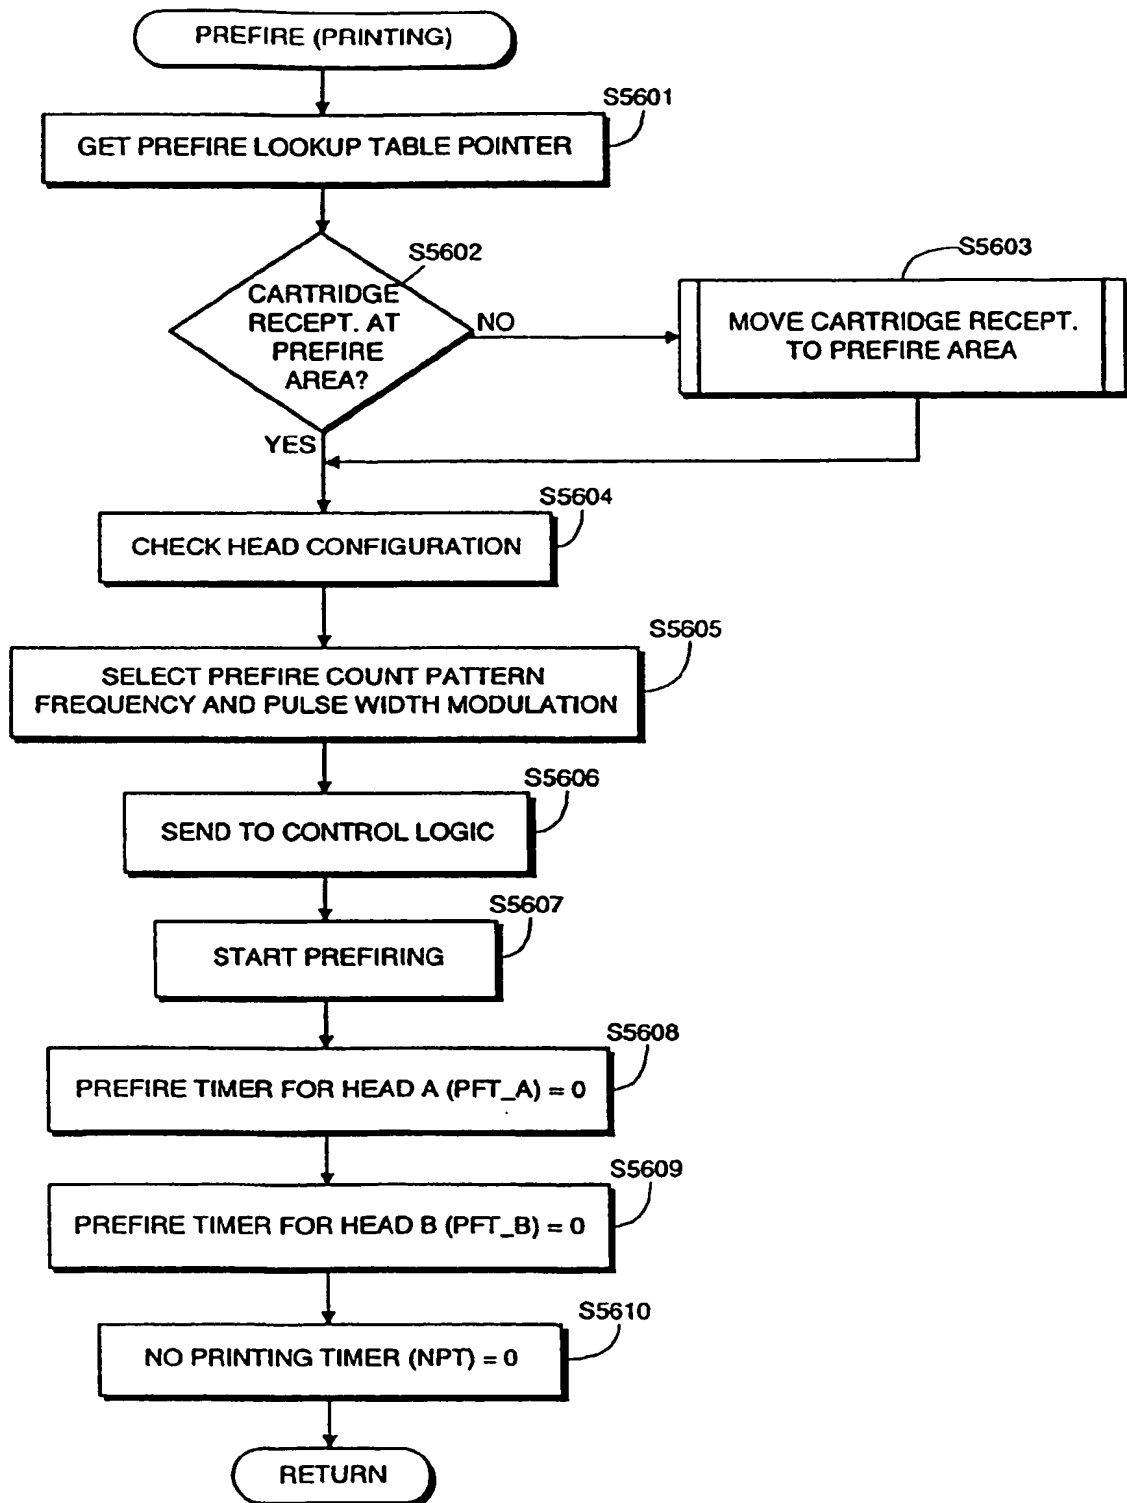 PREFIRE (PRINTING)
S5601
GET PREFIRE LOOKUP TABLE POINTER
S5602
CARTRIDGE
RECEPT. AT
PREFIRE
AREA?
NO
S5603
MOVE CARTRIDGE RECEPT.
TO PREFIRE AREA
YES
S5604
CHECK HEAD CONFIGURATION
S5605
SELECT PREFIRE COUNT PATTERN
FREQUENCY AND PULSE WIDTH MODULATION
S5606
SEND TO CONTROL LOGIC
S5607
START PREFIRING
S5608
PREFIRE TIMER FOR HEAD A (PFT_A) = 0
S5609
PREFIRE TIMER FOR HEAD B (PFT_B) = 0
S5610
NO PRINTING TIMER (NPT) = 0
RETURN